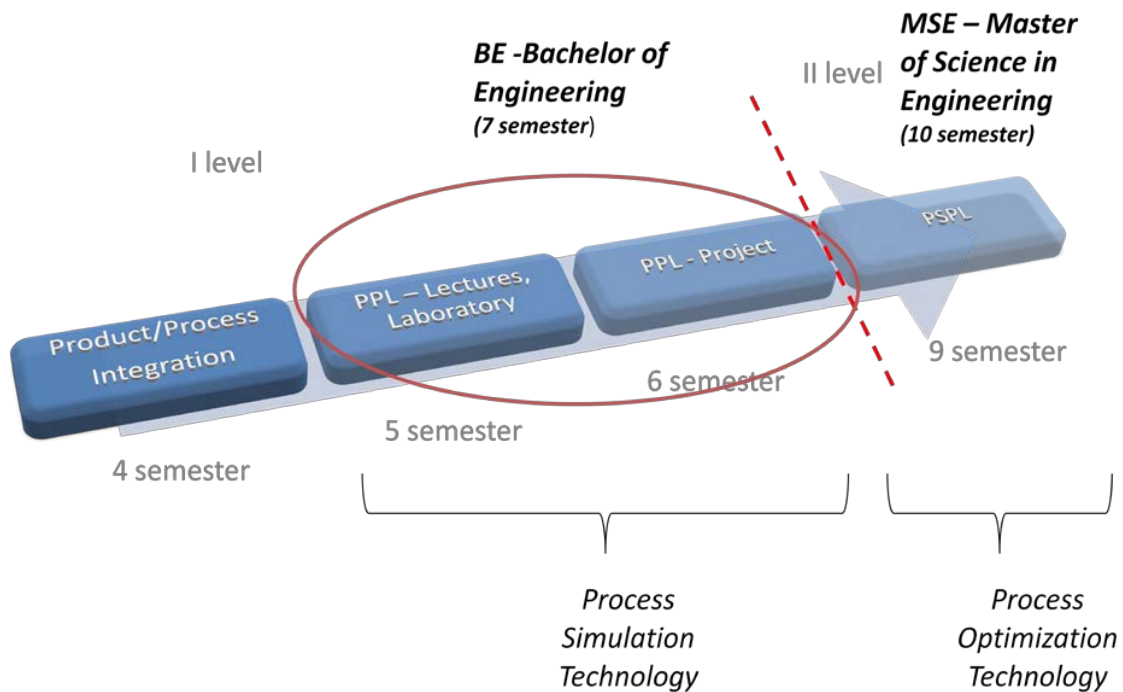 BE -Bachelor of
Engineering
(7 semester)
II level
MSE – Master
of Science in
Engineering
(10 semester)
I level
Product/Process
Integration
PPL – Lectures,
Laboratory
PPL - Project
PSPL
4 semester
5 semester
6 semester
9 semester
Process
Simulation
Technology
Process
Optimization
Technology